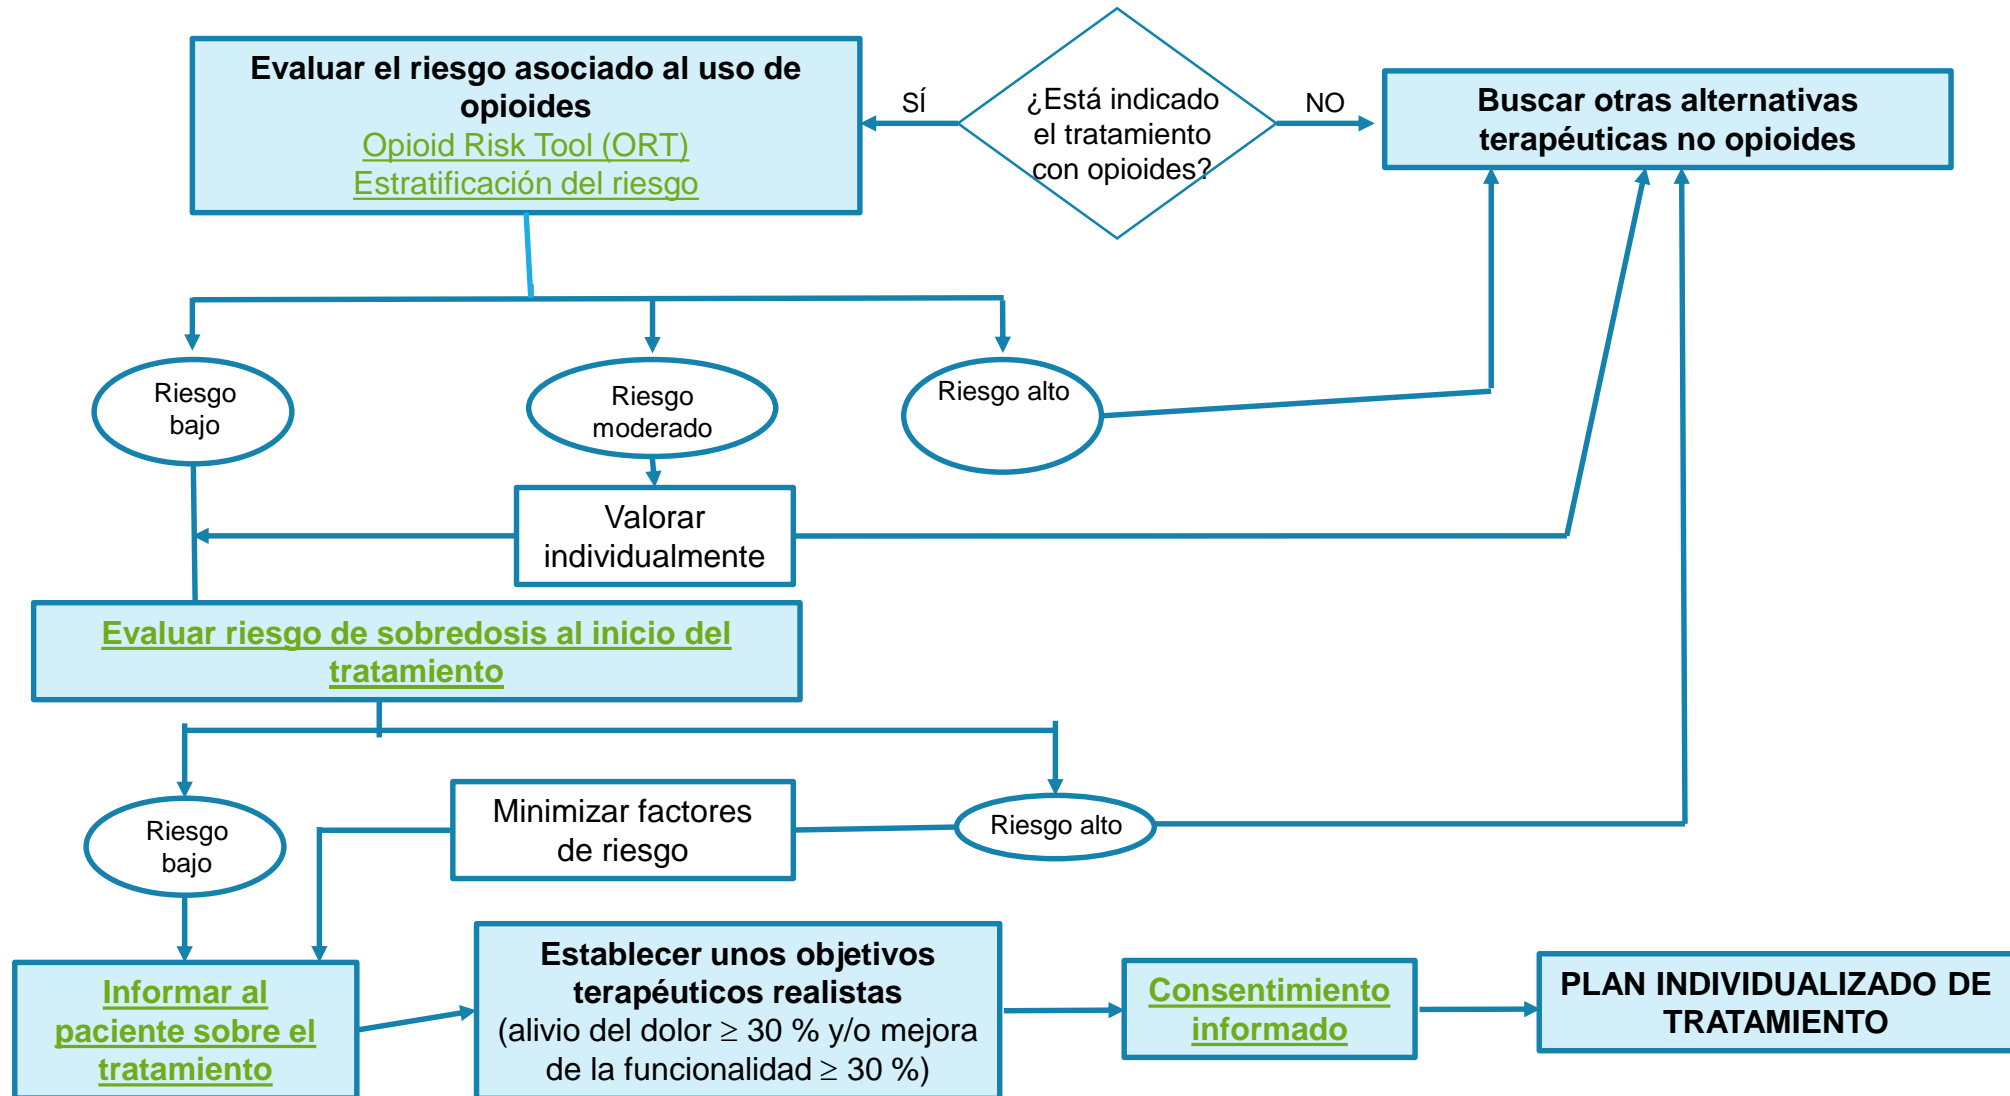 Evaluar el riesgo asociado al uso de
opioides
Opioid Risk Tool (ORT)
Estratificación del riesgo
SÍ
¿Está indicado
el tratamiento
con opioides?
NO
Buscar otras alternativas
terapéuticas no opioides
Riesgo
bajo
Riesgo
moderado
Riesgo alto
Valorar
individualmente
Evaluar riesgo de sobredosis al inicio del
tratamiento
Riesgo
bajo
Minimizar factores
de riesgo
Riesgo alto
Informar al
paciente sobre el
tratamiento
Establecer unos objetivos
terapéuticos realistas
(alivio del dolor ≥ 30 % y/o mejora
de la funcionalidad ≥ 30 %)
Consentimiento
informado
PLAN INDIVIDUALIZADO DE
TRATAMIENTO